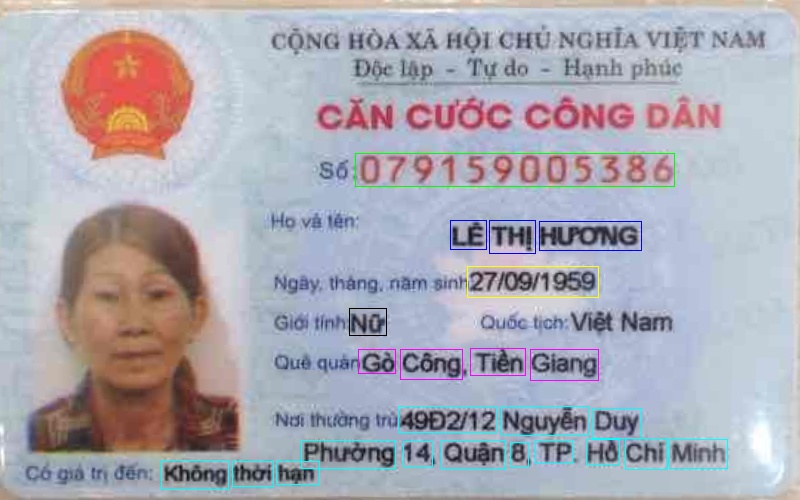 CỘNG HÒA XÃ HỘI CHỦ NGHĨA VIỆT NAM
Độc lập - Tự do - Hạnh phúc
CĂN CƯỚC CÔNG DÂN
Số: 079159005386
Họ và tên:
LÊ THỊ HƯƠNG
Ngày, tháng, năm sinh 27/09/1959
Giới tính: Nữ Quốc tịch: Việt Nam
Quê quán Gò Công, Tiền Giang
Nơi thường trú 49Đ2/12 Nguyễn Duy
Phường 14, Quận 8, TP. Hồ Chí Minh
Có giá trị đến: Không thời hạn